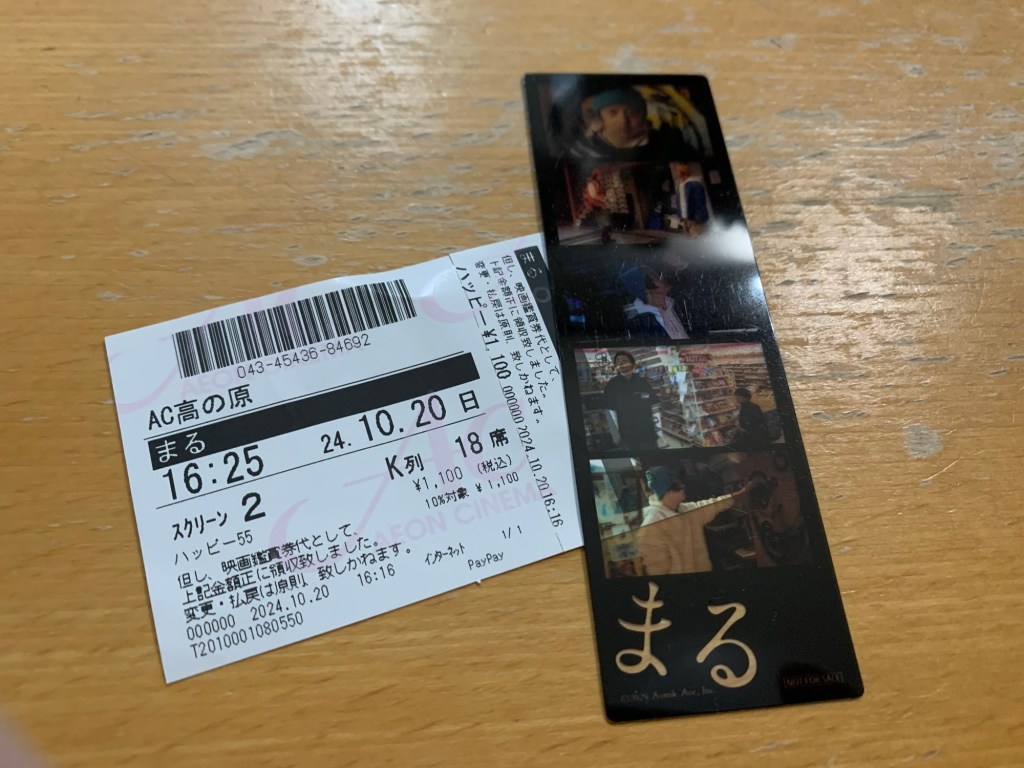 043-45436-84692
AEON CINEMA
AC高の原
まる
16:25 24.10.20 日
スクリーン 2 K列 18席
¥1,100 (税込)
10%対象 ¥1,100
ハッピー55
但し、映画鑑賞券代として、
上記金額正に領収致しました。
変更・払戻は原則、致しかねます。
000000 2024.10.20 16:16
T2010001080550
インターネット 1/1
PayPay
まる
但し、映画鑑賞券代として、
上記金額正に領収致しました。
変更・払戻は原則、致しかねます。
ハッピー ¥1,100 000000 2024.10.20 16:16
まる
NOT FOR SALE